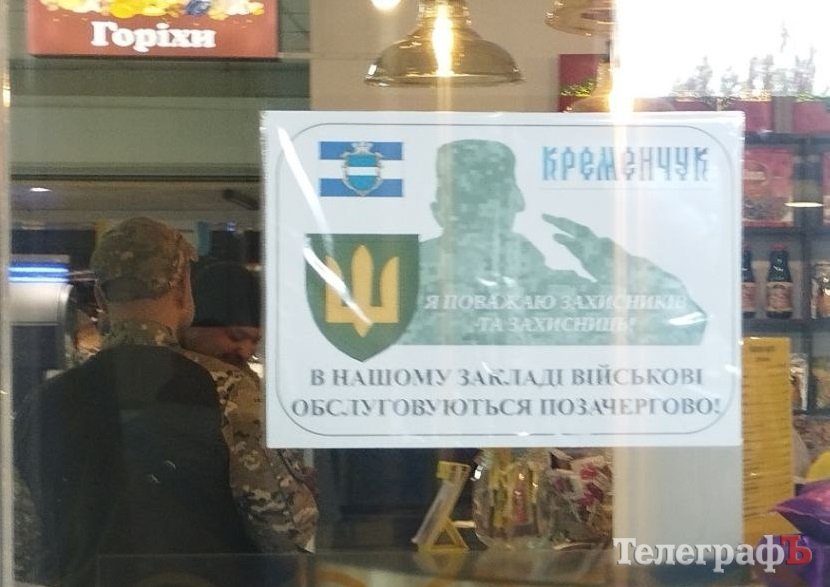 Горіхи
КРЕМЕНЧУК
Я ПОВАЖАЮ ЗАХИСНИКІВ
ТА ЗАХИСНИЦЬ!
В НАШОМУ ЗАКЛАДІ ВІЙСЬКОВІ
ОБСЛУГОВУЮТЬСЯ ПОЗАЧЕРГОВО!
ТелеграфЪ